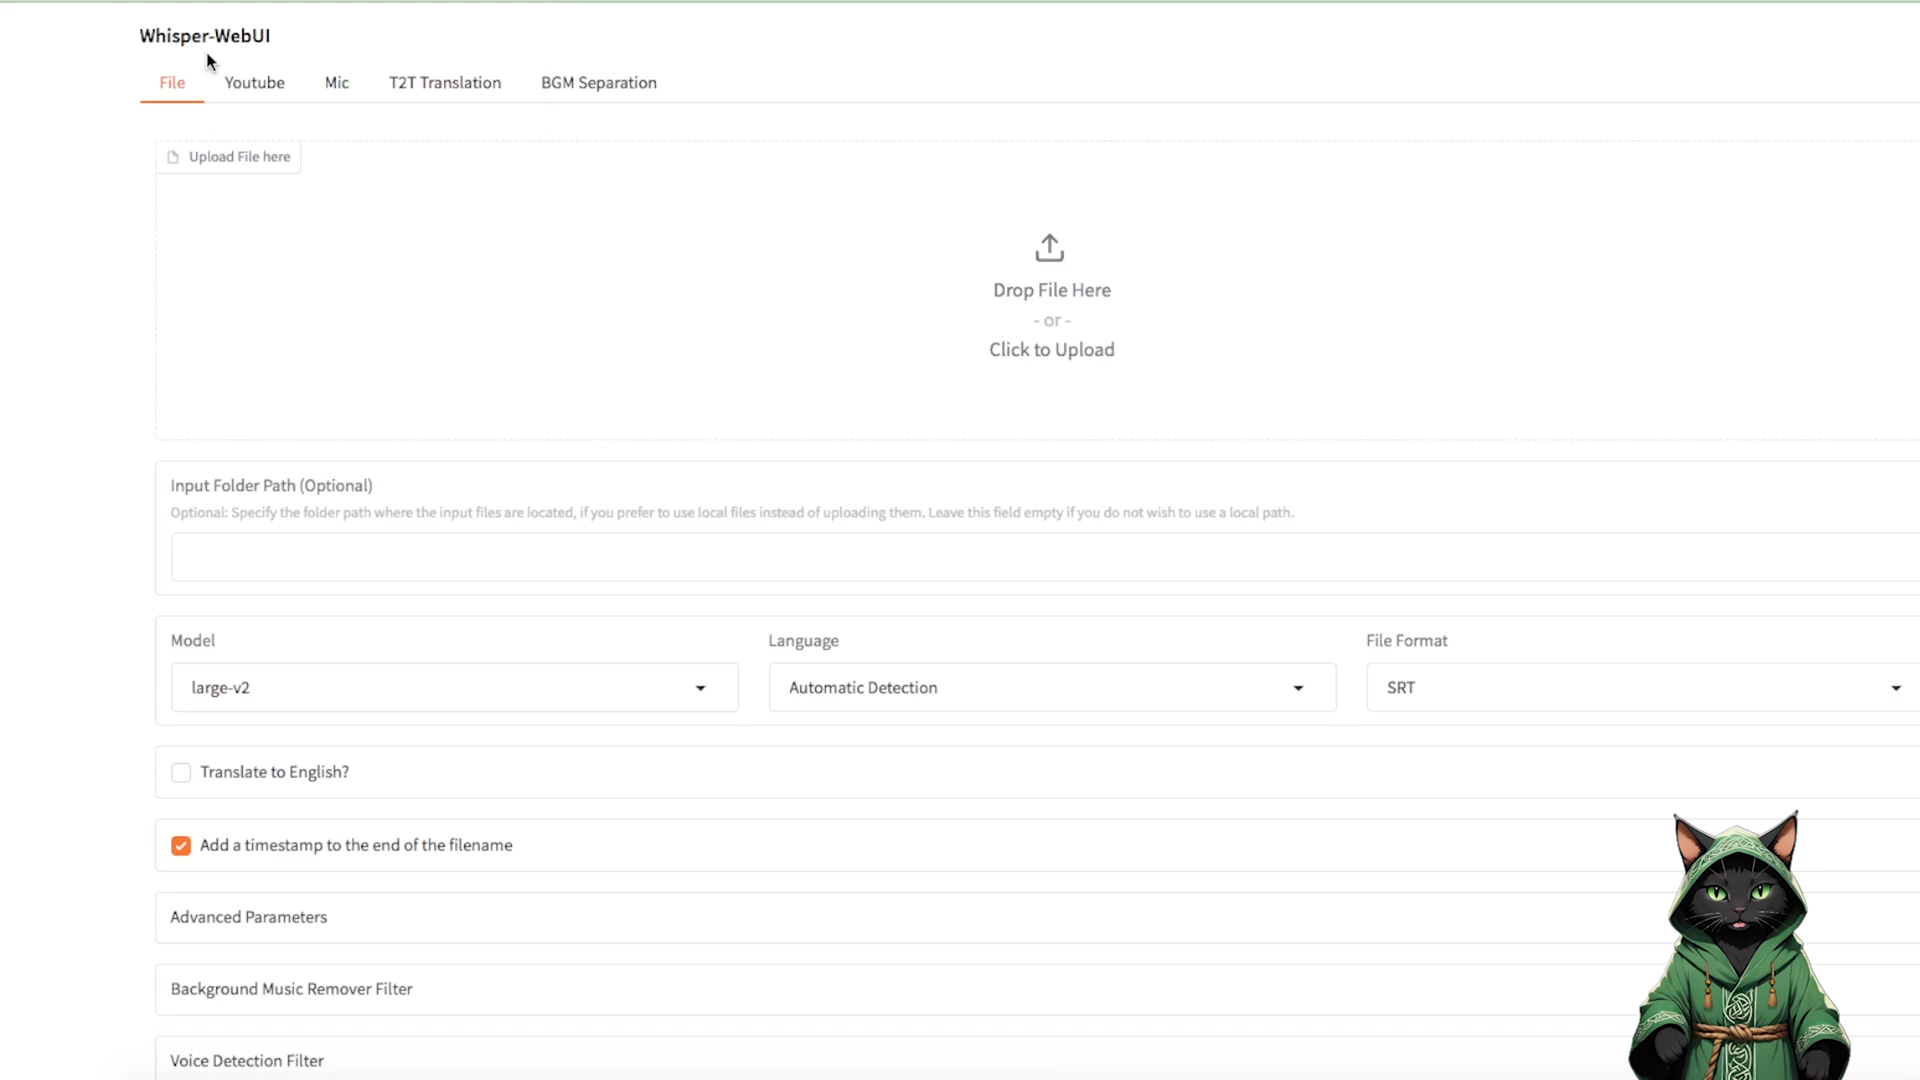 Whisper-WebUI
File Youtube Mic T2T Translation BGM Separation
Upload File here
Drop File Here
- or -
Click to Upload
Input Folder Path (Optional)
Optional: Specify the folder path where the input files are located, if you prefer to use local files instead of uploading them. Leave this field empty if you do not wish to use a local path.
Model Language File Format
large-v2 Automatic Detection SRT
Translate to English?
Add a timestamp to the end of the filename
Advanced Parameters
Background Music Remover Filter
Voice Detection Filter